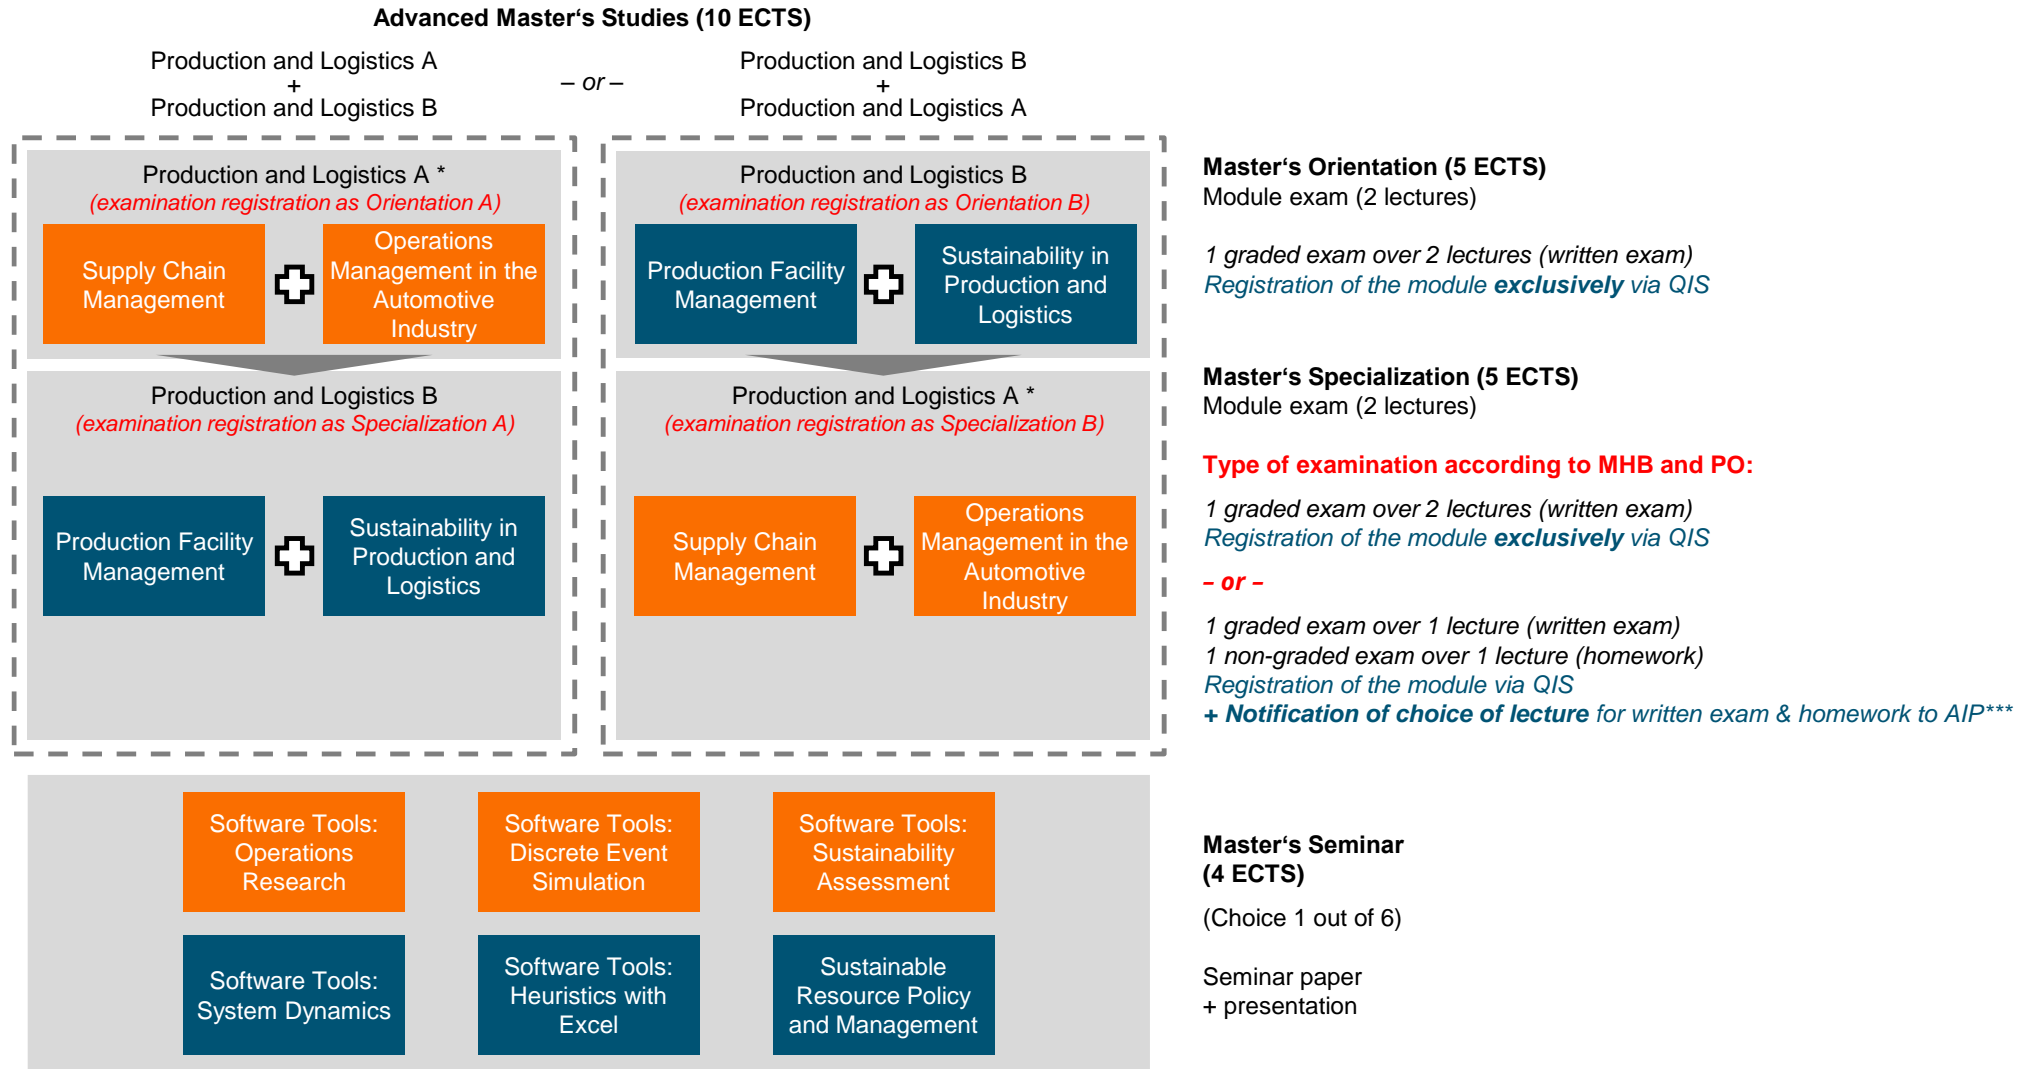 Advanced Master‘s Studies (10 ECTS)
Production and Logistics A
+
Production and Logistics B
– or –
Production and Logistics B
+
Production and Logistics A
Production and Logistics A *
(examination registration as Orientation A)
Supply Chain
Management
Operations
Management in the
Automotive
Industry
Production and Logistics B
(examination registration as Orientation B)
Production Facility
Management
Sustainability in
Production and
Logistics
Master‘s Orientation (5 ECTS)
Module exam (2 lectures)
1 graded exam over 2 lectures (written exam)
Registration of the module exclusively via QIS
Production and Logistics B
(examination registration as Specialization A)
Production Facility
Management
Sustainability in
Production and
Logistics
Production and Logistics A *
(examination registration as Specialization B)
Supply Chain
Management
Operations
Management in the
Automotive
Industry
Master‘s Specialization (5 ECTS)
Module exam (2 lectures)
Type of examination according to MHB and PO:
1 graded exam over 2 lectures (written exam)
Registration of the module exclusively via QIS
– or –
1 graded exam over 1 lecture (written exam)
1 non-graded exam over 1 lecture (homework)
Registration of the module via QIS
+ Notification of choice of lecture for written exam & homework to AIP***
Software Tools:
Operations
Research
Software Tools:
Discrete Event
Simulation
Software Tools:
Sustainability
Assessment
Software Tools:
System Dynamics
Software Tools:
Heuristics with
Excel
Sustainable
Resource Policy
and Management
Master‘s Seminar
(4 ECTS)
(Choice 1 out of 6)
Seminar paper
+ presentation